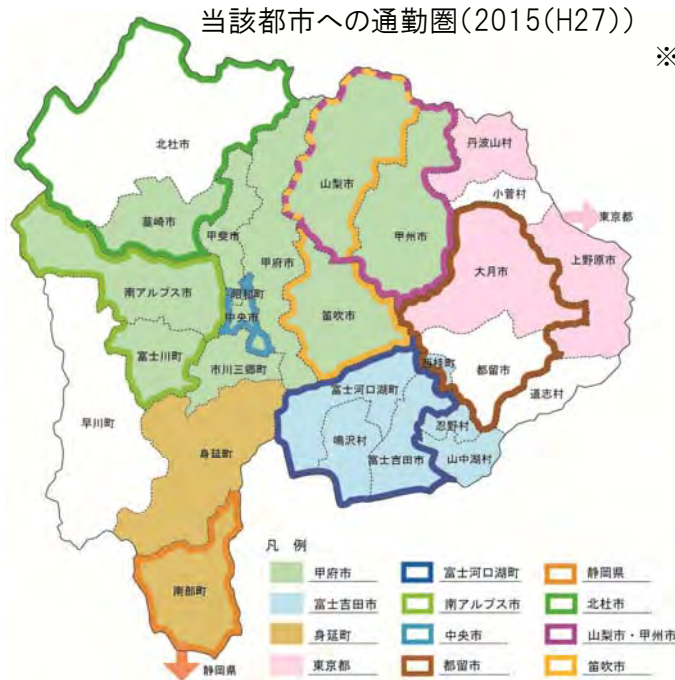 当該都市への通勤圏(2015(H27))
※
北杜市
丹波山村
山梨市
小菅村
韮崎市
甲斐市
甲州市
東京都
甲府市
大月市
上野原市
南アルプス市
昭和町
中央市
笛吹市
富士川町
西桂町
都留市
市川三郷町
富士河口湖町
道志村
早川町
忍野村
鳴沢村
身延町
富士吉田市
山中湖村
凡 例
甲府市
富士河口湖町
静岡県
富士吉田市
南アルプス市
北杜市
身延町
中央市
山梨市・甲州市
東京都
都留市
笛吹市
南部町
静岡県